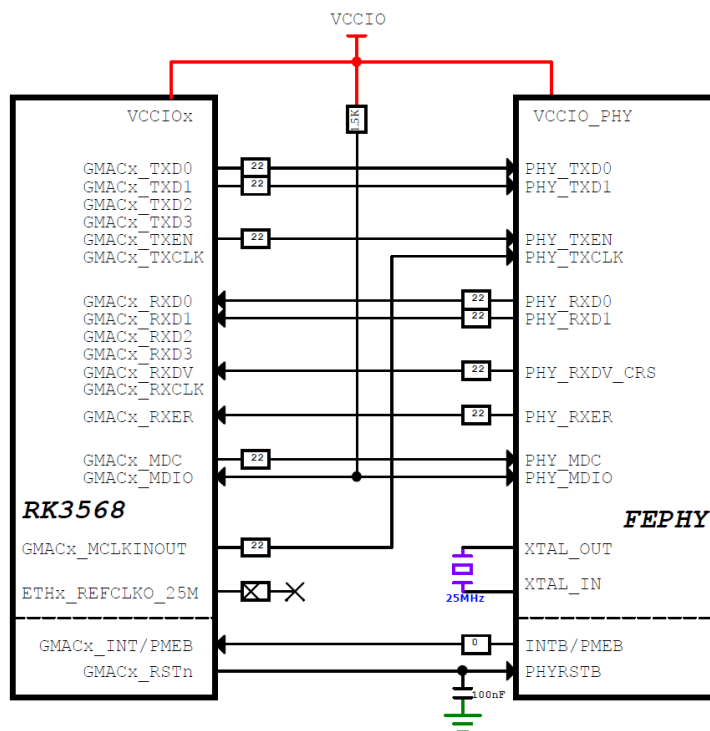 VCCIO
VCCIOx
1.5K
VCCIO_PHY
GMACx_TXD0 22 PHY_TXD0
GMACx_TXD1 22 PHY_TXD1
GMACx_TXD2
GMACx_TXD3
GMACx_TXEN 22 PHY_TXEN
GMACx_TXCLK PHY_TXCLK
GMACx_RXD0 22 PHY_RXD0
GMACx_RXD1 22 PHY_RXD1
GMACx_RXD2
GMACx_RXD3
GMACx_RXDV 22 PHY_RXDV_CRS
GMACx_RXCLK
GMACx_RXER 22 PHY_RXER
GMACx_MDC 22 PHY_MDC
GMACx_MDIO PHY_MDIO
RK3568 FEPHY
GMACx_MCLKINOUT 22 XTAL_OUT
ETHx_REFCLKO_25M 25MHz XTAL_IN
GMACx_INT/PMEB 0 INTB/PMEB
GMACx_RSTn PHYRSTB
100nF